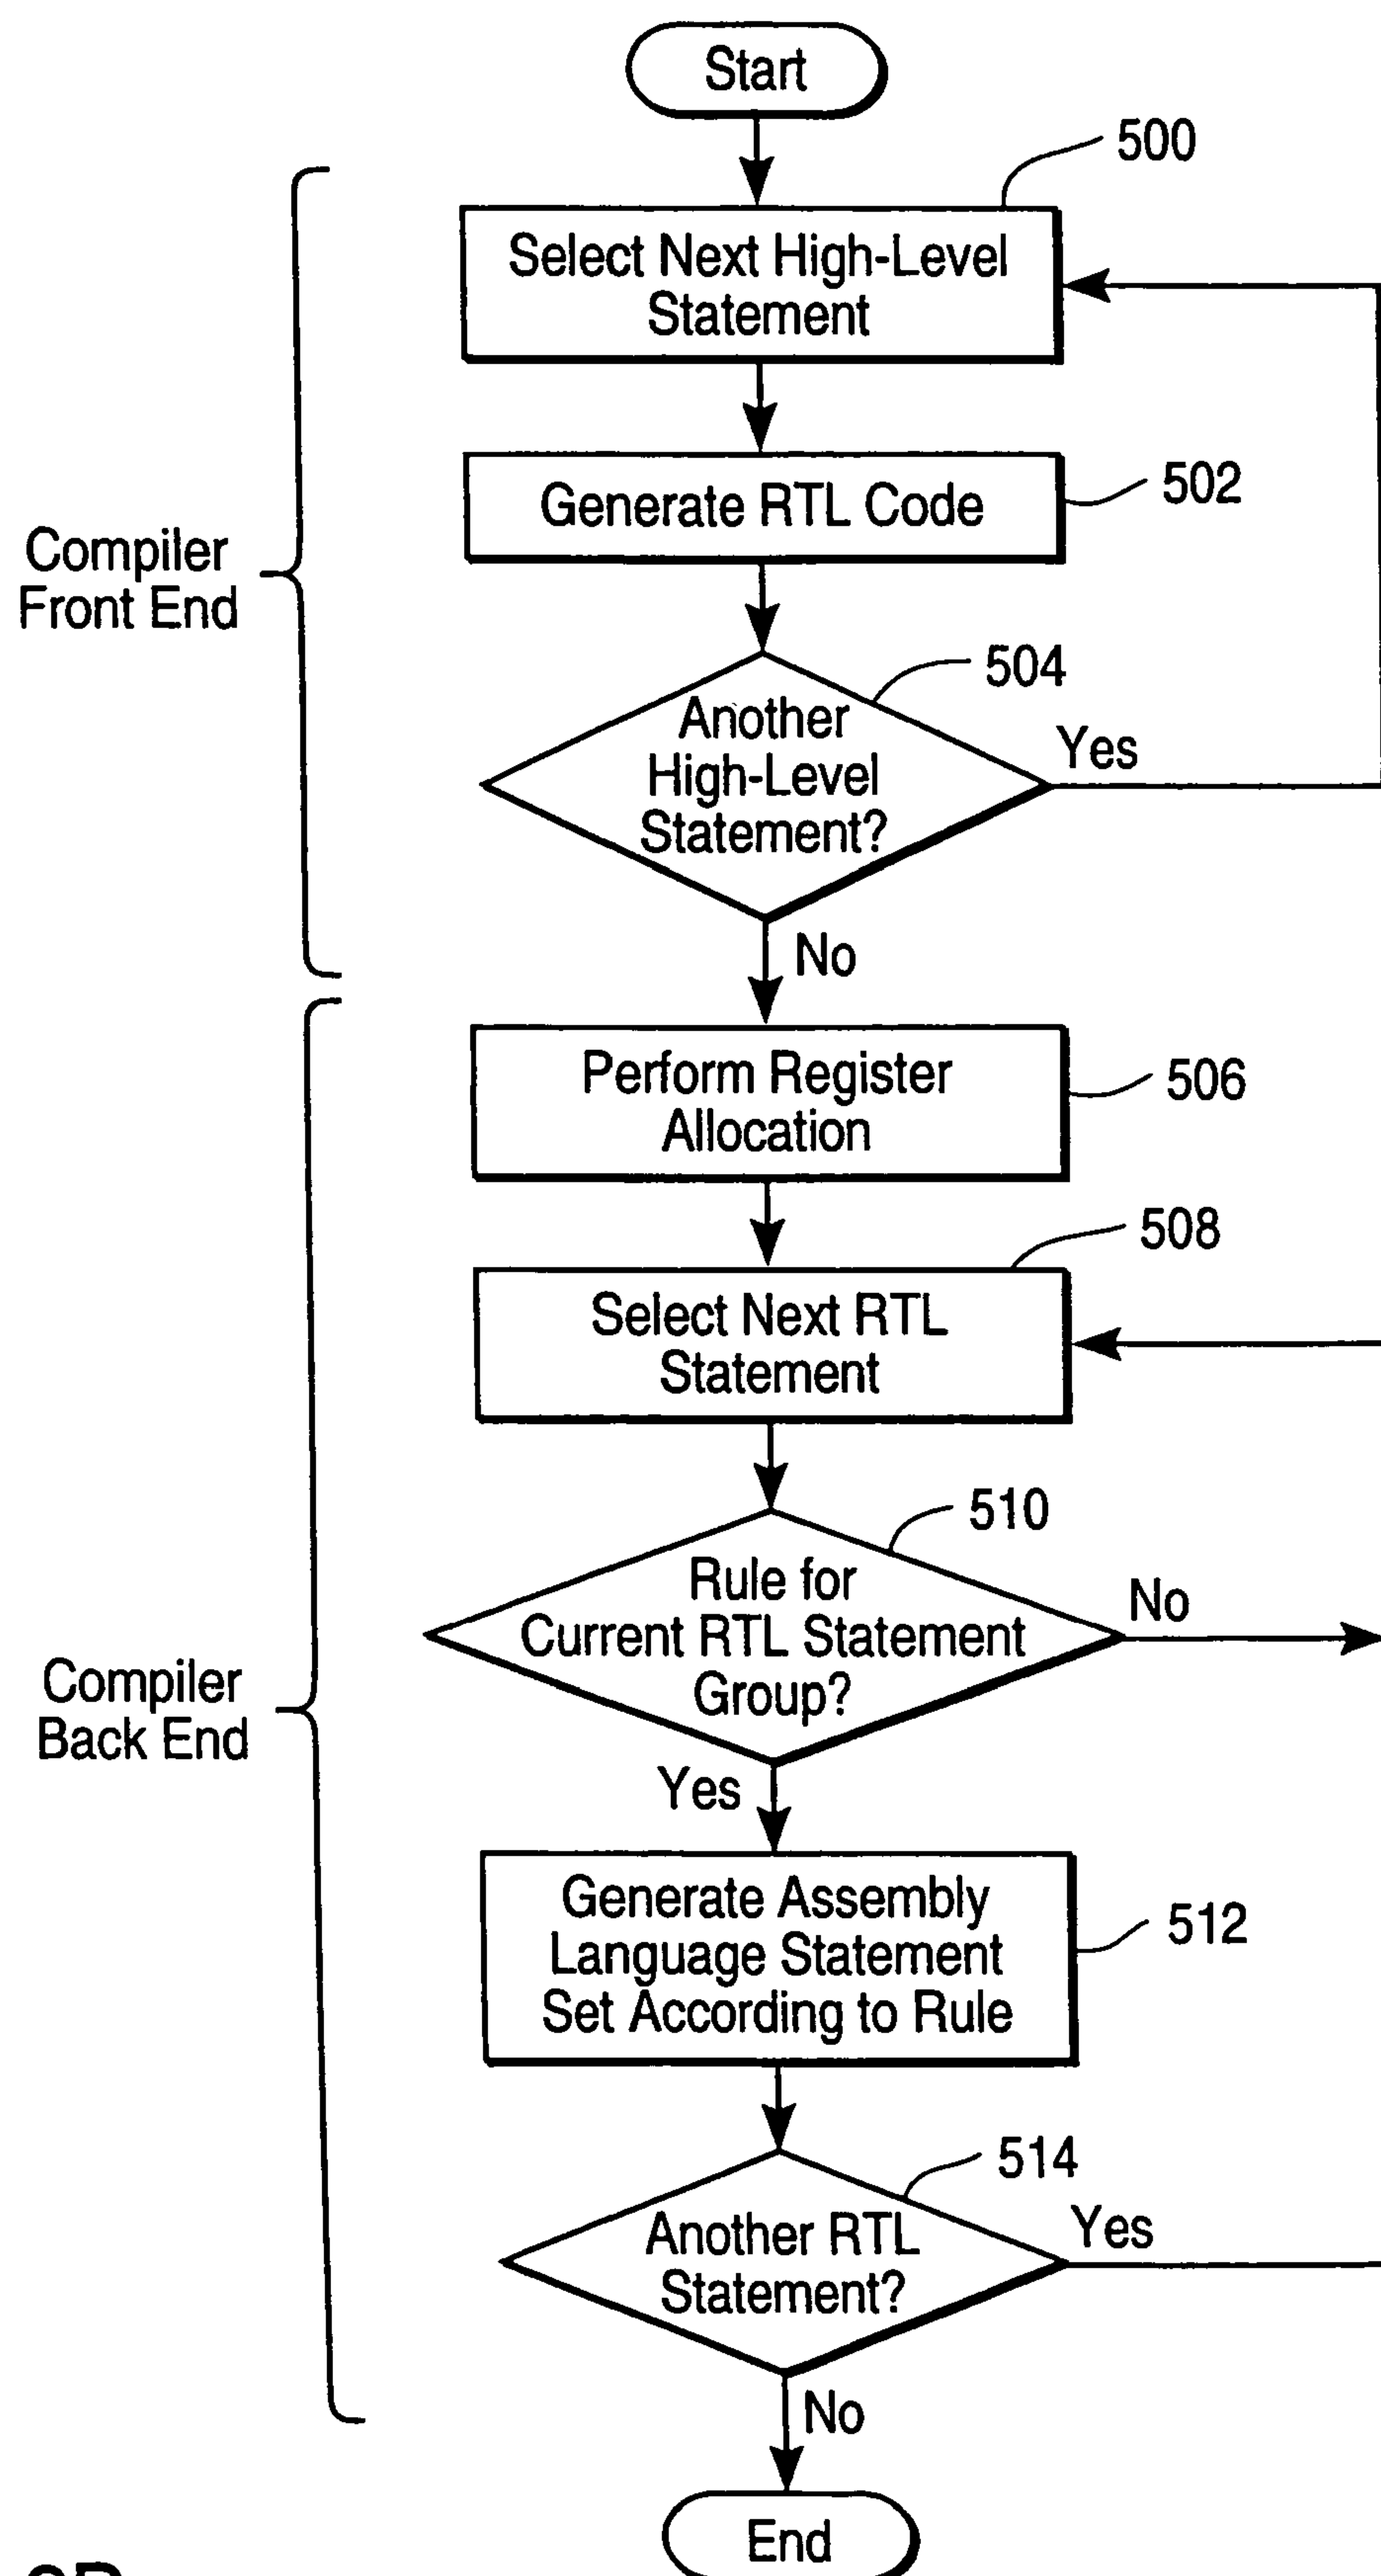 Start
500
Select Next High-Level
Statement
Generate RTL Code
502
Compiler
Front End
504
Another
High-Level
Statement?
Yes
No
Perform Register
Allocation
506
508
Select Next RTL
Statement
510
Rule for
Current RTL Statement
Group?
No
Compiler
Back End
Yes
Generate Assembly
Language Statement
Set According to Rule
512
514
Another RTL
Statement?
Yes
No
End